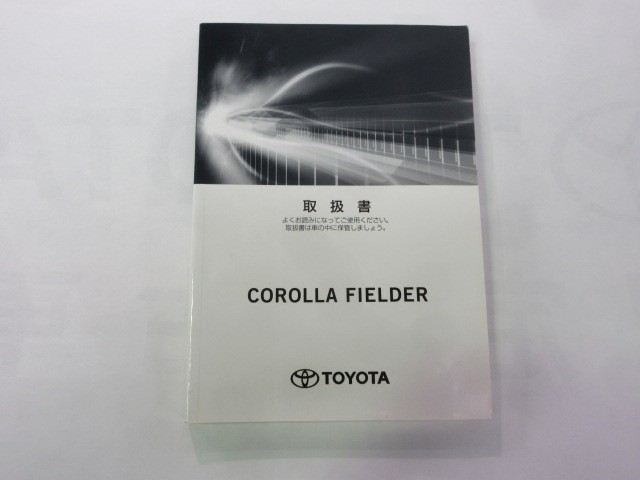 取扱書
よくお読みになってご使用ください。
取扱書は車の中に保管しましょう。
COROLLA FIELDER
TOYOTA